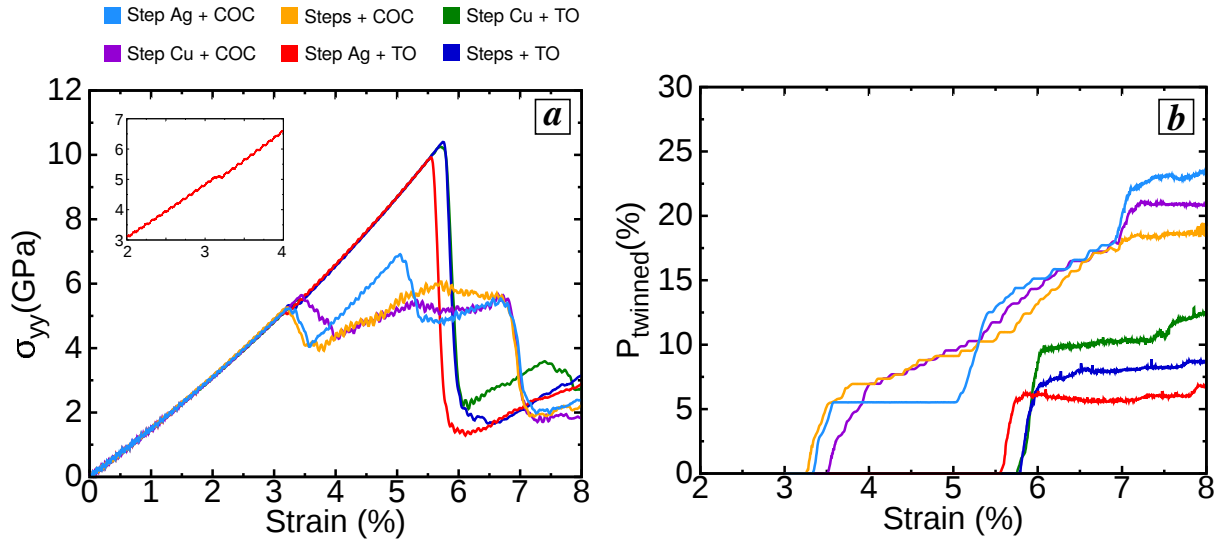 Step Ag + COC Steps + COC Step Cu + TO
Step Cu + COC Step Ag + TO Steps + TO
a
12
10
8
6
4
2
0
σyy(GPa)
0 1 2 3 4 5 6 7 8
Strain (%)
7
6
5
4
3
2 3 4
b
30
25
20
15
10
5
0
Ptwinned(%)
2 3 4 5 6 7 8
Strain (%)